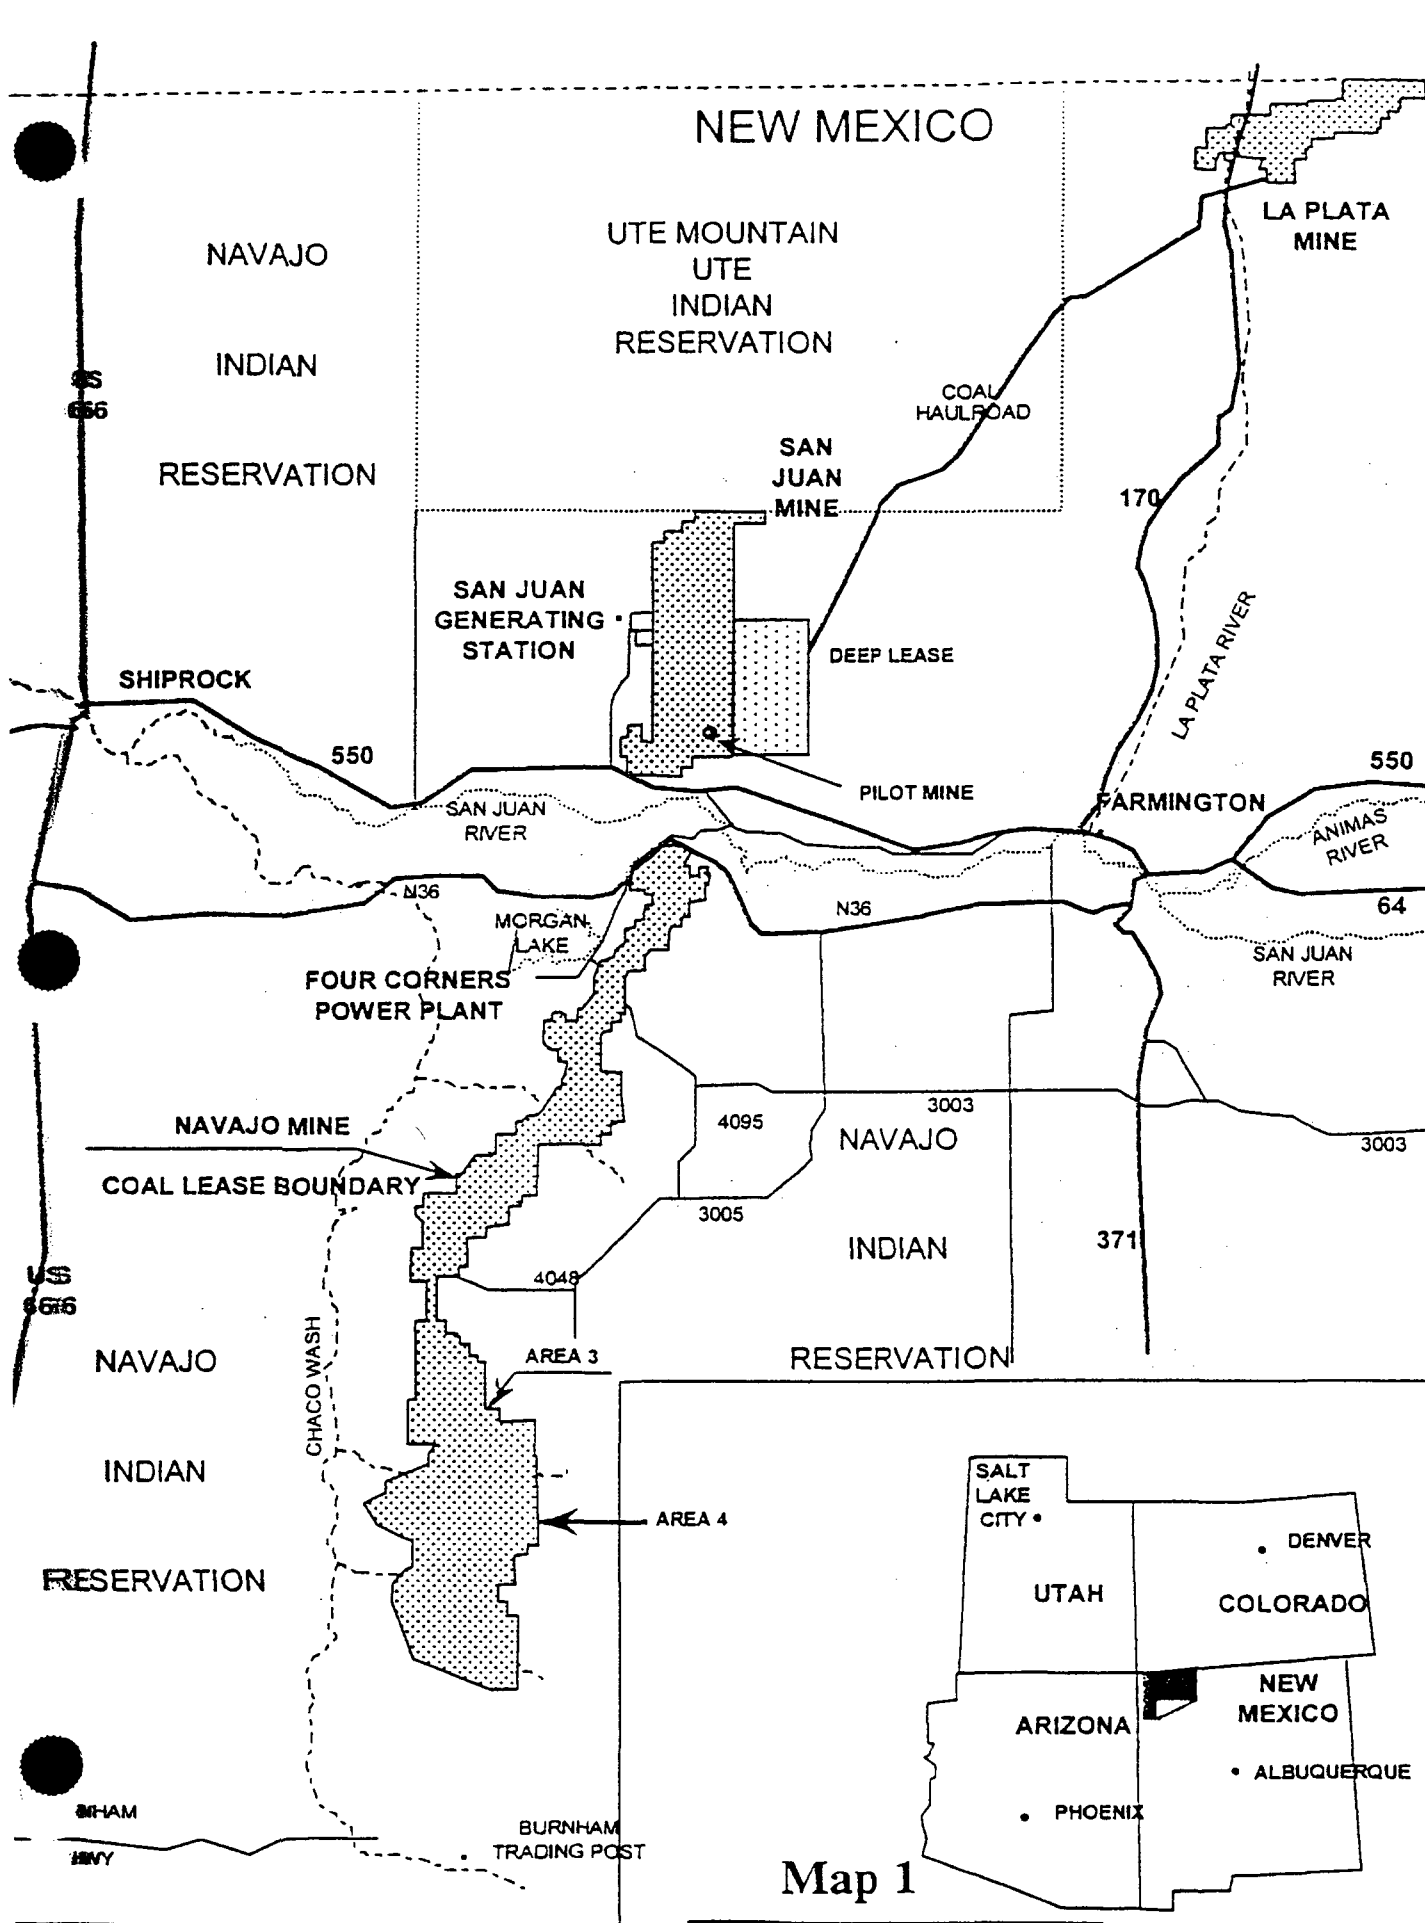 NEW MEXICO
LA PLATA
MINE
NAVAJO
INDIAN
RESERVATION
UTE MOUNTAIN
UTE
INDIAN
RESERVATION
COAL
HAULROAD
SAN
JUAN
MINE
170
SAN JUAN
GENERATING
STATION
DEEP LEASE
LA PLATA RIVER
SHIPROCK
550
PILOT MINE
SAN JUAN
RIVER
FARMINGTON
550
ANIMAS
RIVER
64
N36
N36
MORGAN
LAKE
SAN JUAN
RIVER
FOUR CORNERS
POWER PLANT
NAVAJO MINE
COAL LEASE BOUNDARY
4095
3003
3003
NAVAJO
INDIAN
RESERVATION
3005
371
4048
US
CHACO WASH
AREA 3
NAVAJO
INDIAN
RESERVATION
AREA 4
SALT
LAKE
CITY
DENVER
UTAH
COLORADO
ARIZONA
NEW
MEXICO
ALBUQUERQUE
PHOENIX
BURNHAM
TRADING POST
HWY
Map 1